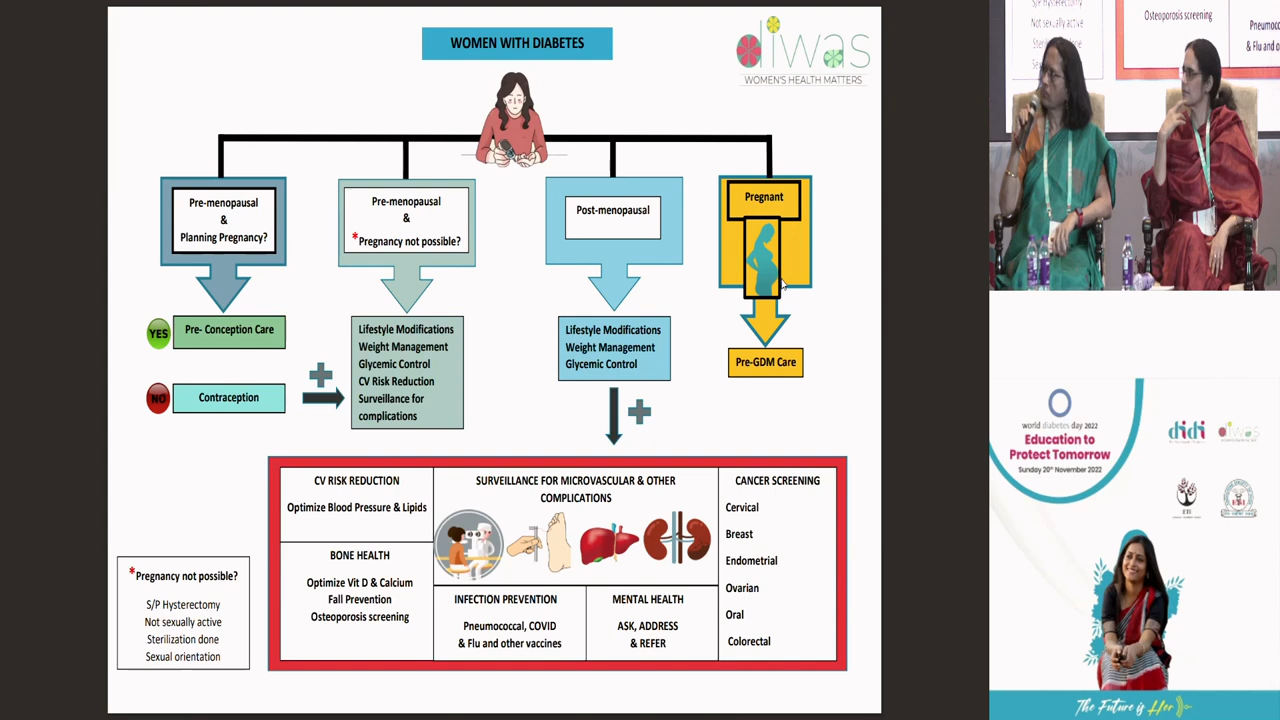 WOMEN WITH DIABETES
diwas
WOMEN'S HEALTH MATTERS
Pre-menopausal
&
Planning Pregnancy?
Pre-menopausal
&
*Pregnancy not possible?
Post-menopausal
Pregnant
YES
Pre- Conception Care
NO
Contraception
Lifestyle Modifications
Weight Management
Glycemic Control
CV Risk Reduction
Surveillance for
complications
Lifestyle Modifications
Weight Management
Glycemic Control
Pre-GDM Care
CV RISK REDUCTION
Optimize Blood Pressure & Lipids
BONE HEALTH
Optimize Vit D & Calcium
Fall Prevention
Osteoporosis screening
SURVEILLANCE FOR MICROVASCULAR & OTHER
COMPLICATIONS
INFECTION PREVENTION
Pneumococcal, COVID
& Flu and other vaccines
MENTAL HEALTH
ASK, ADDRESS
& REFER
CANCER SCREENING
Cervical
Breast
Endometrial
Ovarian
Oral
Colorectal
*Pregnancy not possible?
S/P Hysterectomy
Not sexually active
Sterilization done
Sexual orientation
S/P Hysterectomy
Not sexually active
Osteoporosis screening
& Flu and
world diabetes day 2022
Education to
Protect Tomorrow
Sunday 20th November 2022
didi
diwas
The Future is Her